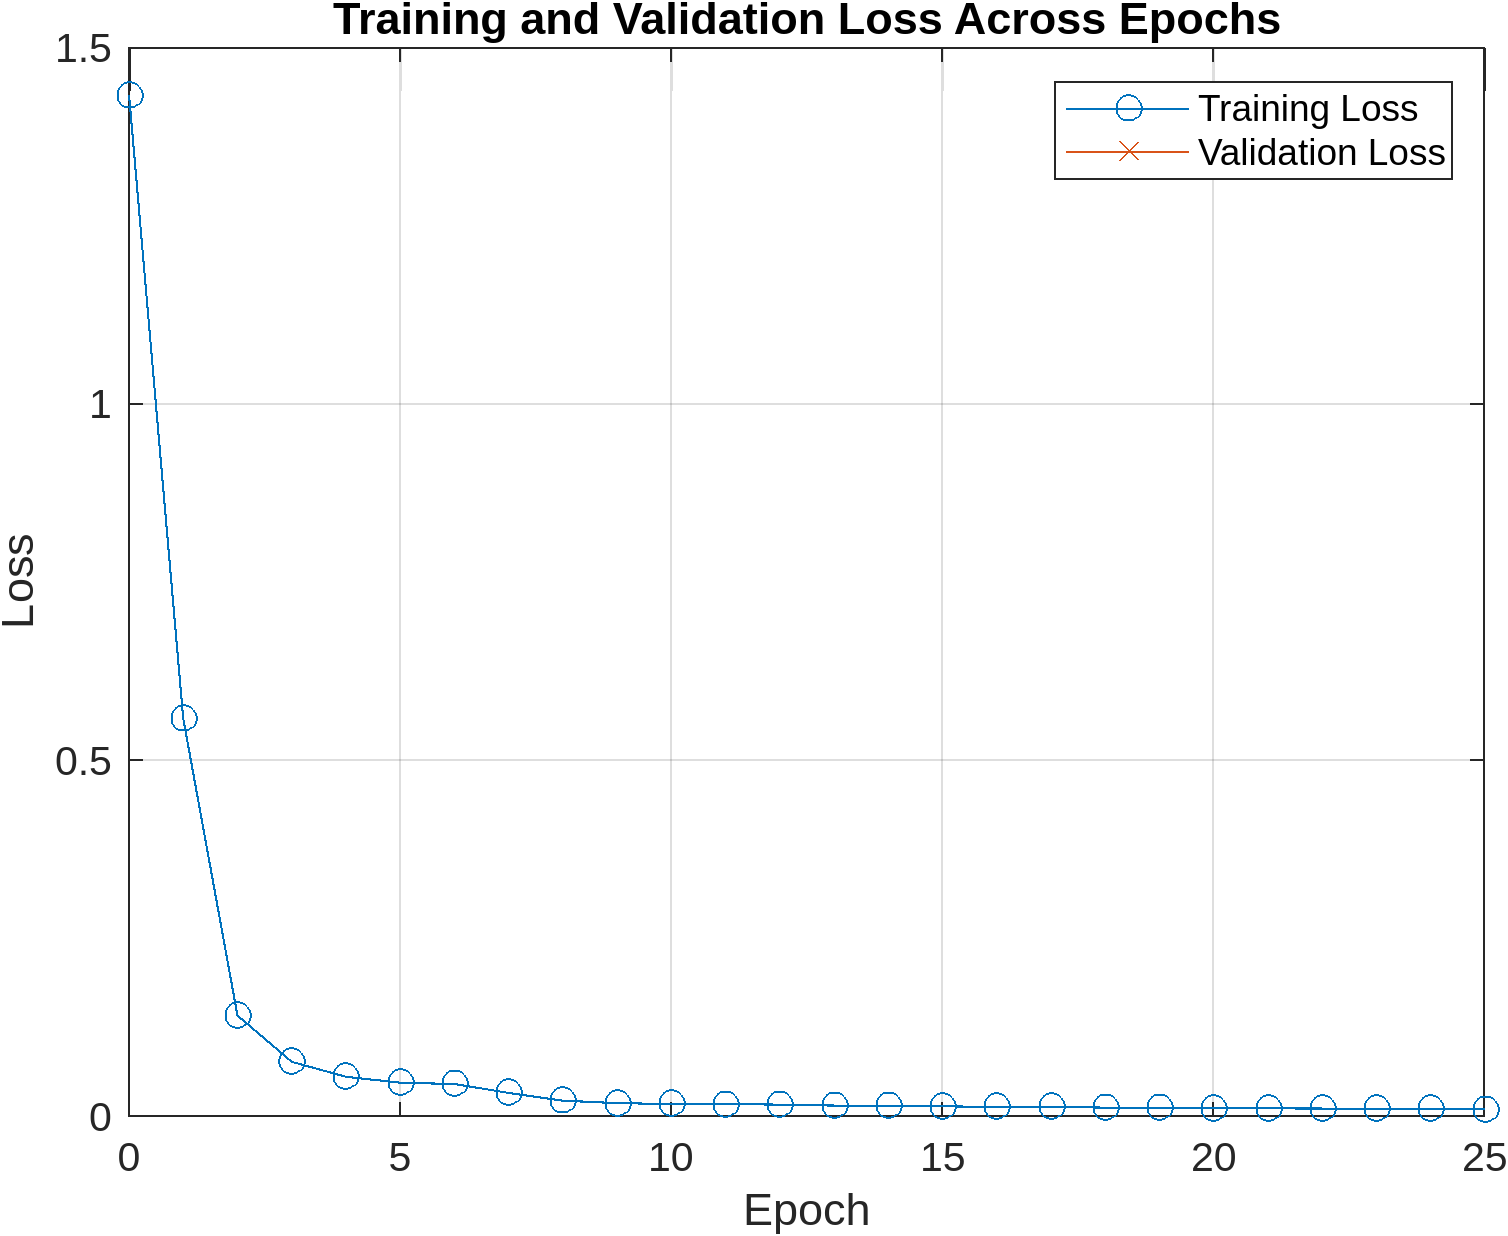 Training and Validation Loss Across Epochs
1.5
1
0.5
0
Loss
Training Loss
Validation Loss
0 5 10 15 20 25
Epoch